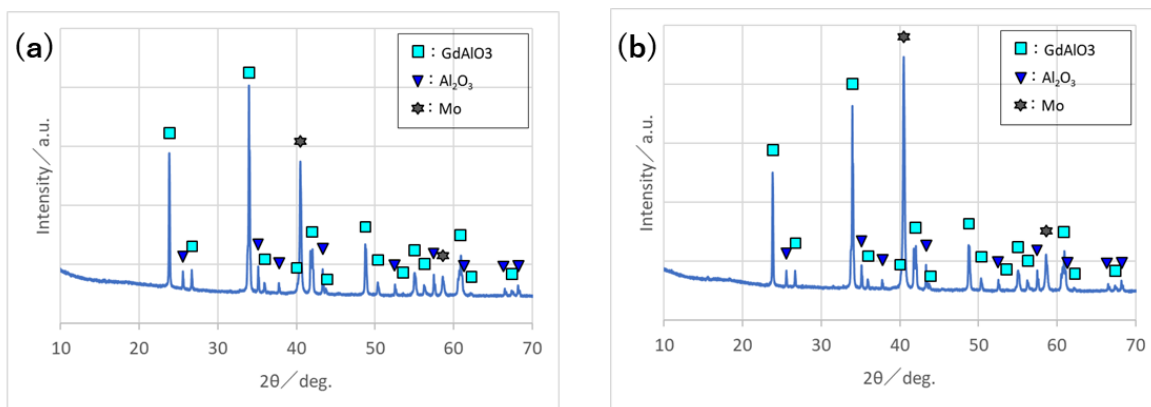 (a)
: GdAlO3
: Al₂O₃
: Mo
Intensity／a.u.
10 20 30 40 50 60 70
2θ／deg.
(b)
: GdAlO3
: Al₂O₃
: Mo
Intensity／a.u.
10 20 30 40 50 60 70
2θ／deg.